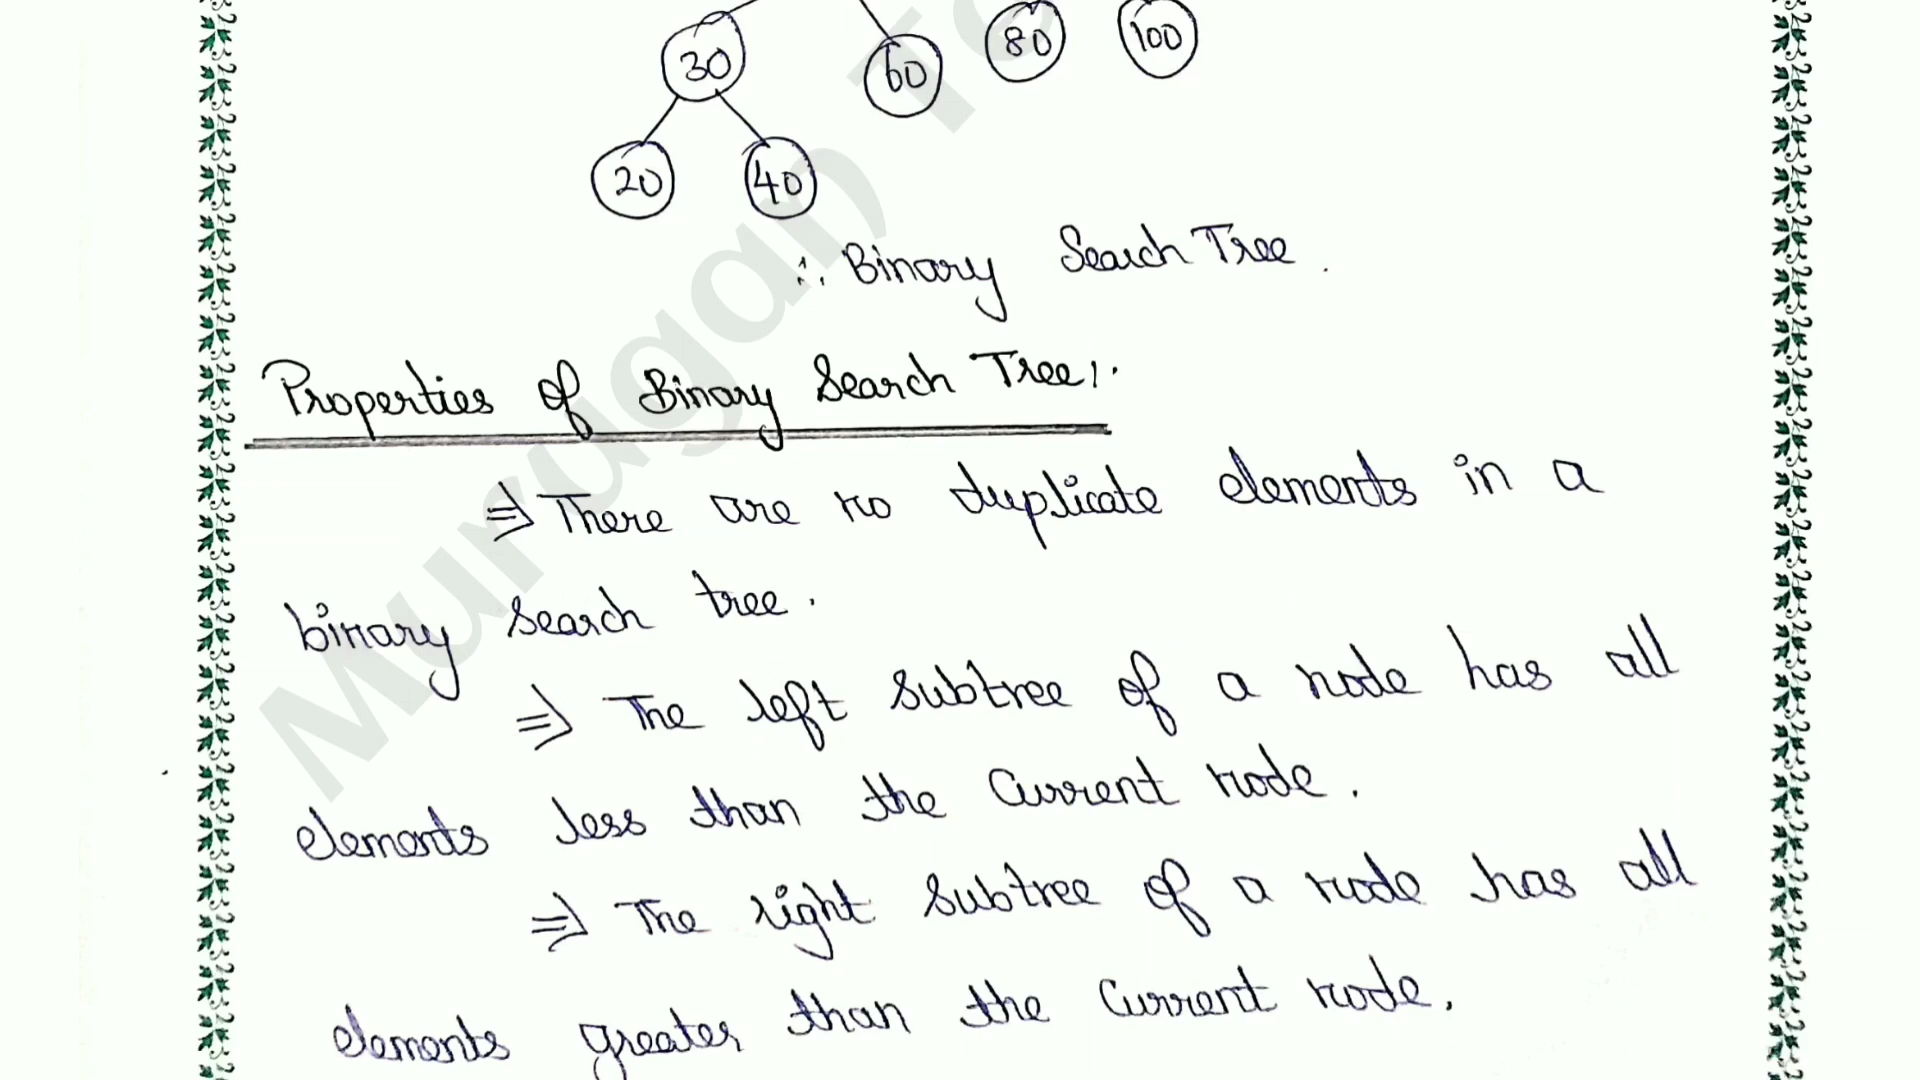 30
60
80
100
20
40
∴ Binary Search Tree.
Properties of Binary Search Tree:.
⇒ There are no duplicate elements in a
binary search tree.
⇒ The left subtree of a node has all
elements less than the current node.
⇒ The right subtree of a node has all
elements greater than the current node.
Murugan